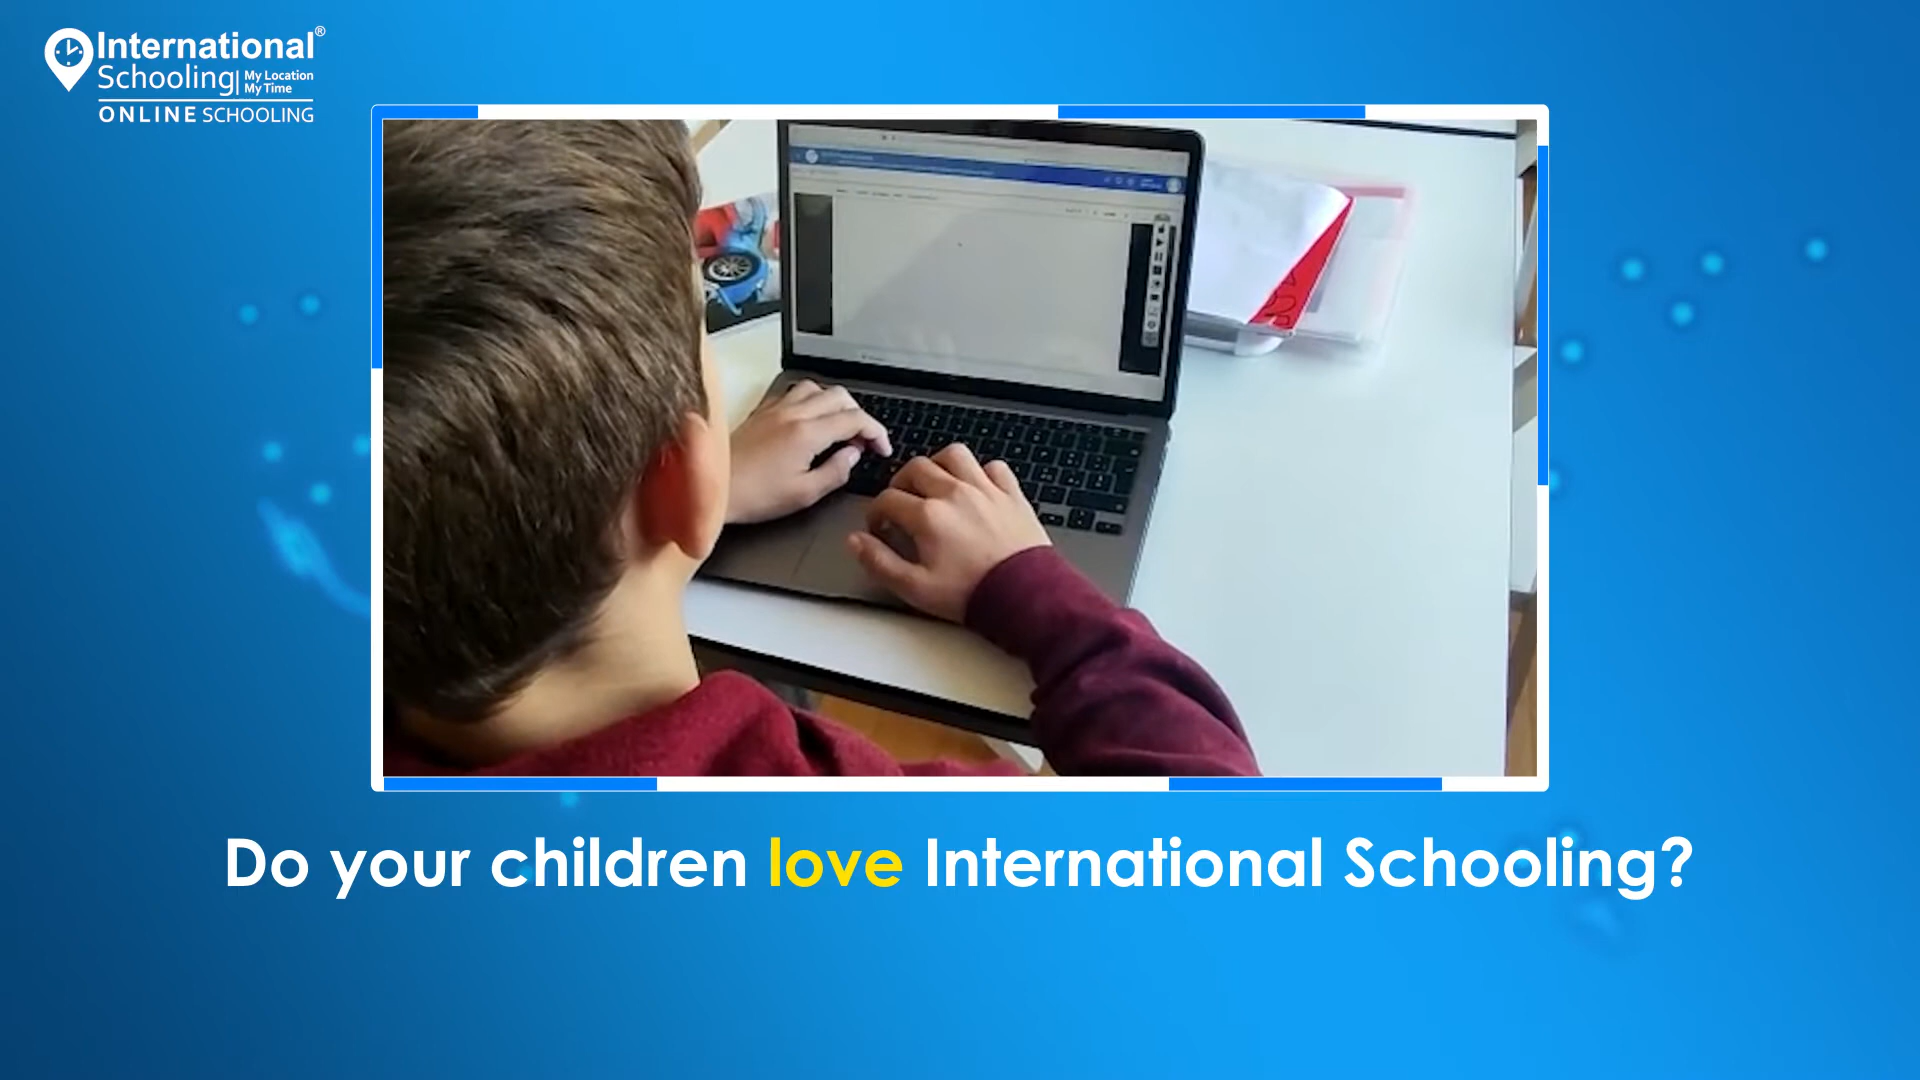 International®
Schooling| My Location
My Time
ONLINE SCHOOLING
Do your children love International Schooling?